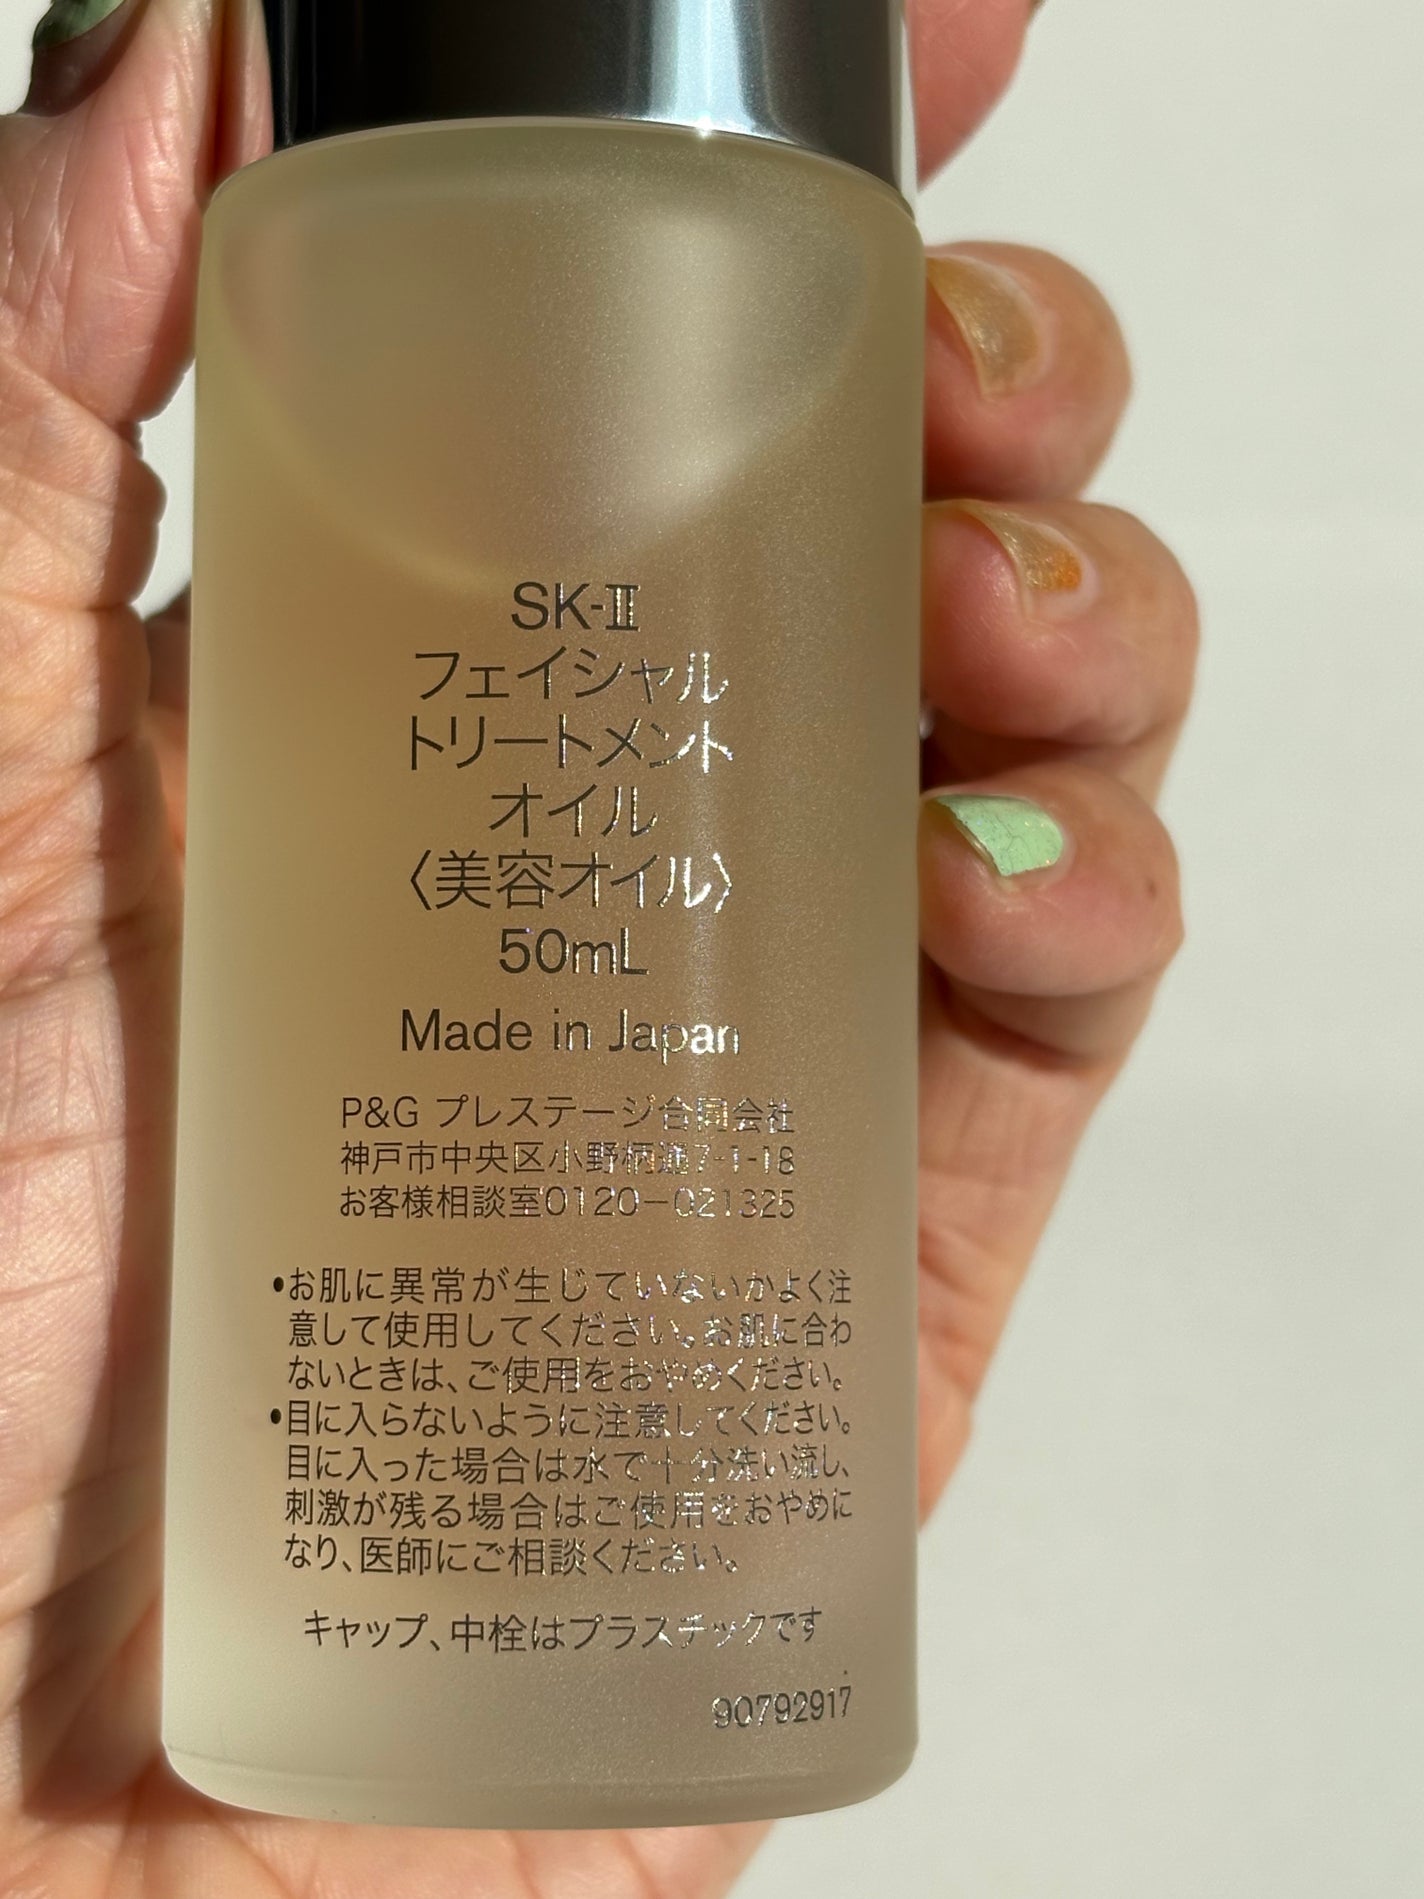 SK-Ⅱ
フェイシャル
トリートメント
オイル
〈美容オイル〉
50mL
Made in Japan
P&G プレステージ合同会社
神戸市中央区小野柄通7-1-18
お客様相談室0120-021325
•お肌に異常が生じていないかよく注
意して使用してください。お肌に合わ
ないときは、ご使用をおやめください。
•目に入らないように注意してください。
目に入った場合は水で十分洗い流し、
刺激が残る場合はご使用をおやめに
なり、医師にご相談ください。
キャップ、中栓はプラスチックです
90792917